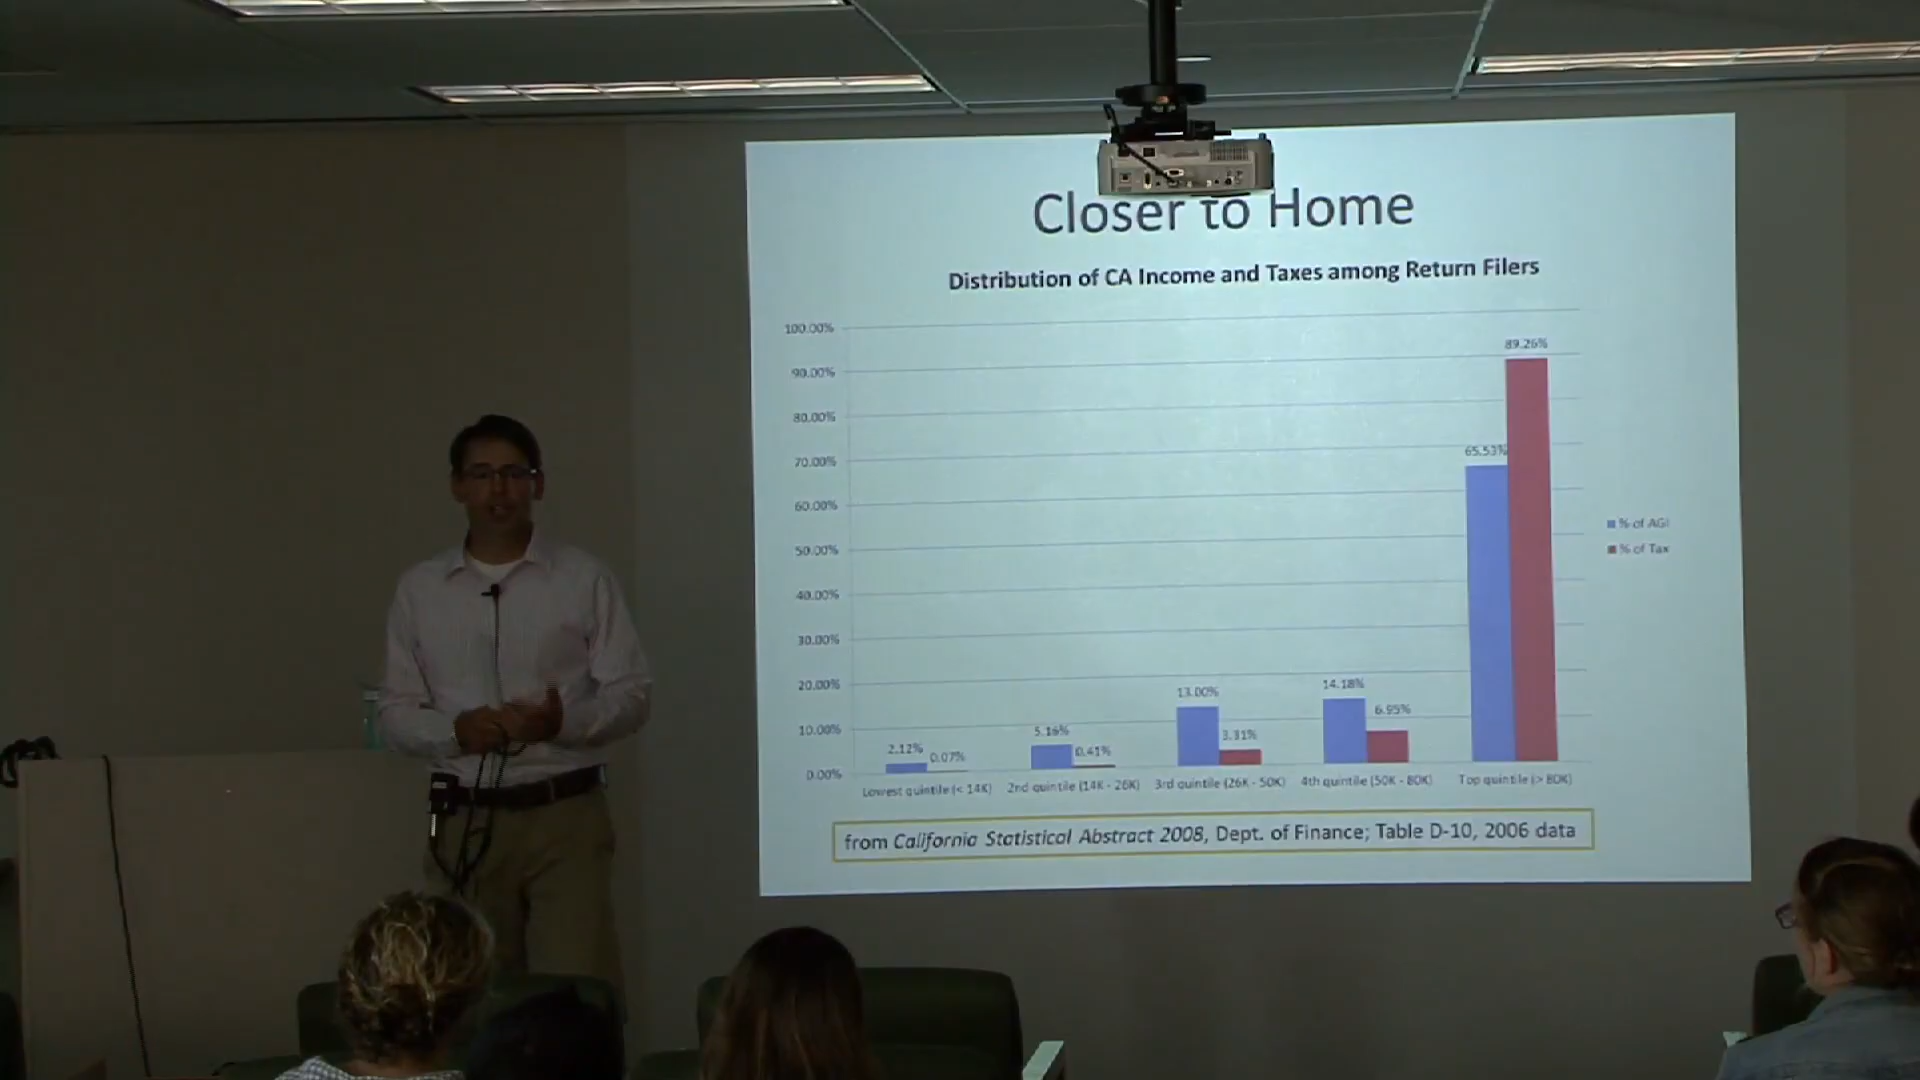 Closer to Home
Distribution of CA Income and Taxes among Return Filers
100.00%
90.00%
80.00%
70.00%
60.00%
50.00%
40.00%
30.00%
20.00%
10.00%
0.00%
2.12%
0.07%
5.16%
0.41%
13.00%
3.31%
14.18%
6.95%
65.53%
89.26%
% of AGI
% of Tax
Lowest quintile (< 14K)
2nd quintile (14K - 26K)
3rd quintile (26K - 50K)
4th quintile (50K - 80K)
Top quintile (> 80K)
from California Statistical Abstract 2008, Dept. of Finance; Table D-10, 2006 data